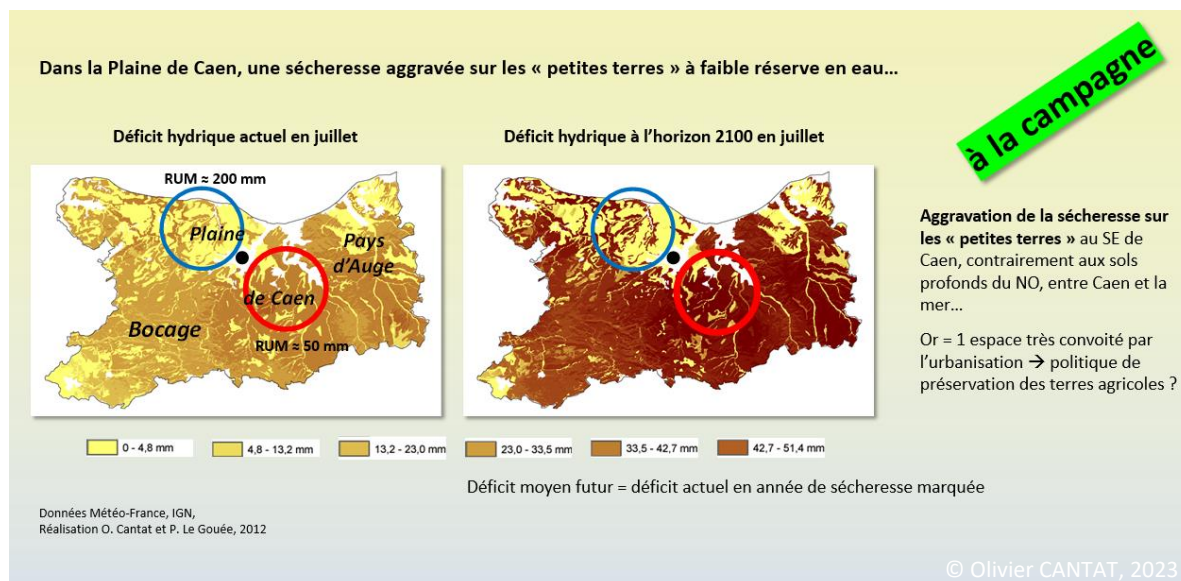 à la campagne
Dans la Plaine de Caen, une sécheresse aggravée sur les « petites terres » à faible réserve en eau…
Déficit hydrique actuel en juillet
Déficit hydrique à l’horizon 2100 en juillet
RUM ≈ 200 mm
Plaine
Pays
d’Auge
de Caen
Bocage
RUM ≈ 50 mm
Aggravation de la sécheresse sur
les « petites terres » au SE de
Caen, contrairement aux sols
profonds du NO, entre Caen et la
mer…
Or = 1 espace très convoité par
l’urbanisation → politique de
préservation des terres agricoles ?
0 - 4,8 mm
4,8 - 13,2 mm
13,2 - 23,0 mm
23,0 - 33,5 mm
33,5 - 42,7 mm
42,7 - 51,4 mm
Déficit moyen futur = déficit actuel en année de sécheresse marquée
Données Météo-France, IGN,
Réalisation O. Cantat et P. Le Gouée, 2012
© Olivier CANTAT, 2023